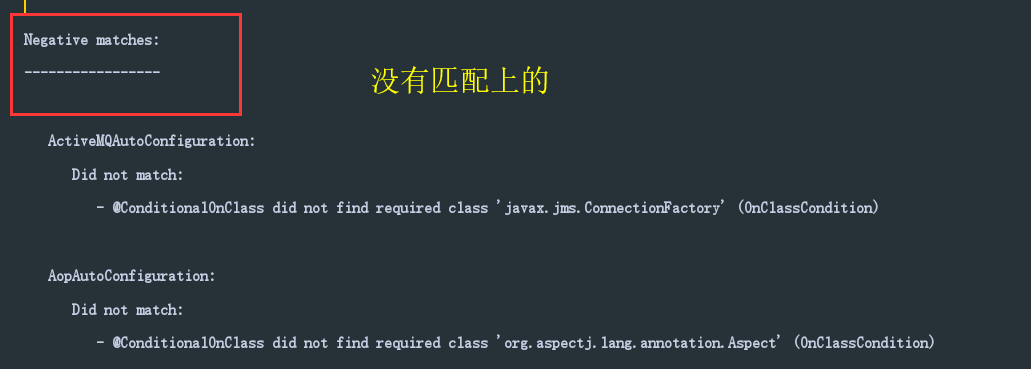 Negative matches:
-----------------
没有匹配上的
ActiveMQAutoConfiguration:
Did not match:
- @ConditionalOnClass did not find required class 'javax.jms.ConnectionFactory' (OnClassCondition)
AopAutoConfiguration:
Did not match:
- @ConditionalOnClass did not find required class 'org.aspectj.lang.annotation.Aspect' (OnClassCondition)